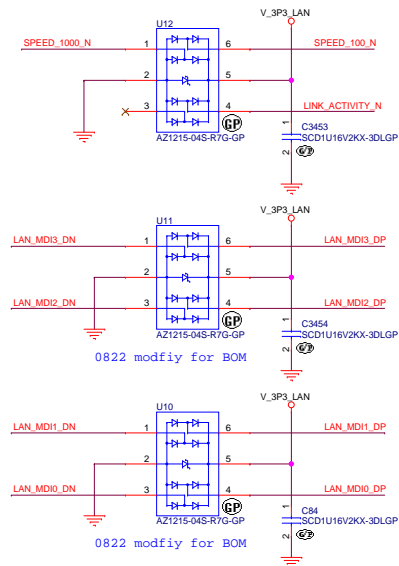 V_3P3_LAN
U12
SPEED_1000_N 1 6 SPEED_100_N
2 5
3 4 LINK_ACTIVITY_N
GP
AZ1215-04S-R7G-GP
1 C3453
SCD1U16V2KX-3DLGP
2 G/P
V_3P3_LAN
U11
LAN_MDI3_DN 1 6 LAN_MDI3_DP
2 5
LAN_MDI2_DN 3 4 LAN_MDI2_DP
GP
AZ1215-04S-R7G-GP
1 C3454
SCD1U16V2KX-3DLGP
2 G/P
0822 modfiy for BOM
V_3P3_LAN
U10
LAN_MDI1_DN 1 6 LAN_MDI1_DP
2 5
LAN_MDI0_DN 3 4 LAN_MDI0_DP
GP
AZ1215-04S-R7G-GP
1 C84
SCD1U16V2KX-3DLGP
2 G/P
0822 modfiy for BOM